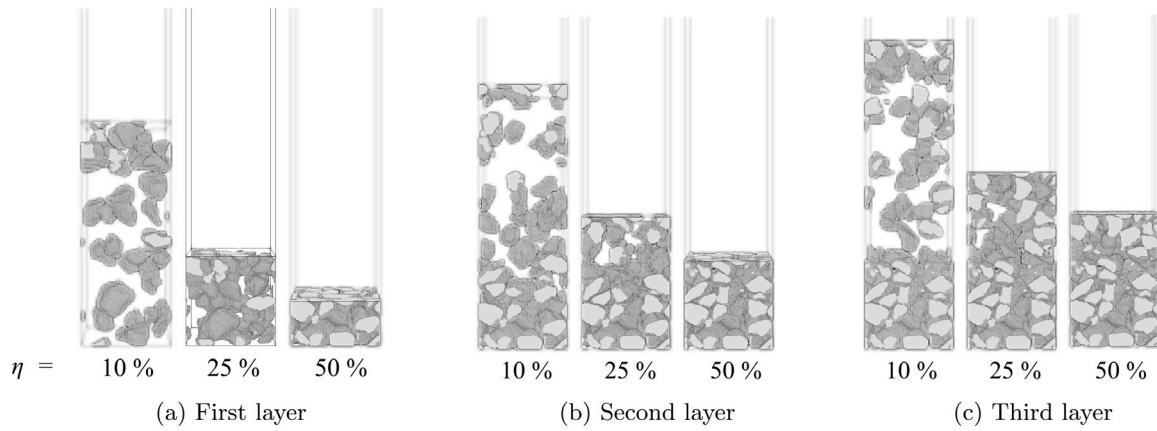 η = 10 % 25 % 50 % 10 % 25 % 50 % 10 % 25 % 50 %
(a) First layer (b) Second layer (c) Third layer